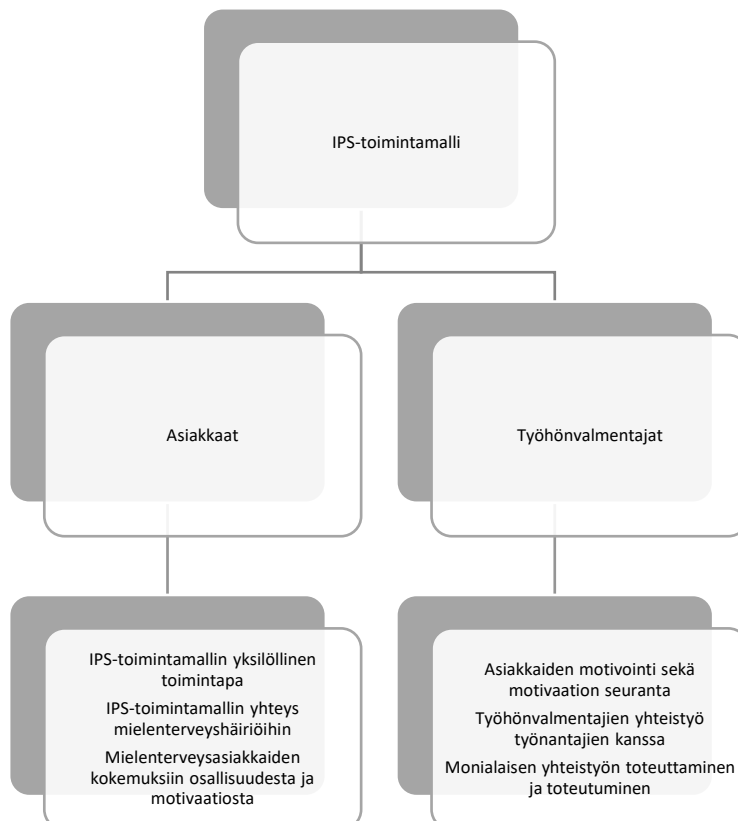 IPS-toimintamalli
Asiakkaat
Työhönvalmentajat
IPS-toimintamallin yksilöllinen
toimintapa
IPS-toimintamallin yhteys
mielenterveyshäiriöihin
Mielenterveysasiakkaiden
kokemuksiin osallisuudesta ja
motivaatiosta
Asiakkaiden motivointi sekä
motivaation seuranta
Työhönvalmentajien yhteistyö
työnantajien kanssa
Monialaisen yhteistyön toteuttaminen
ja toteutuminen